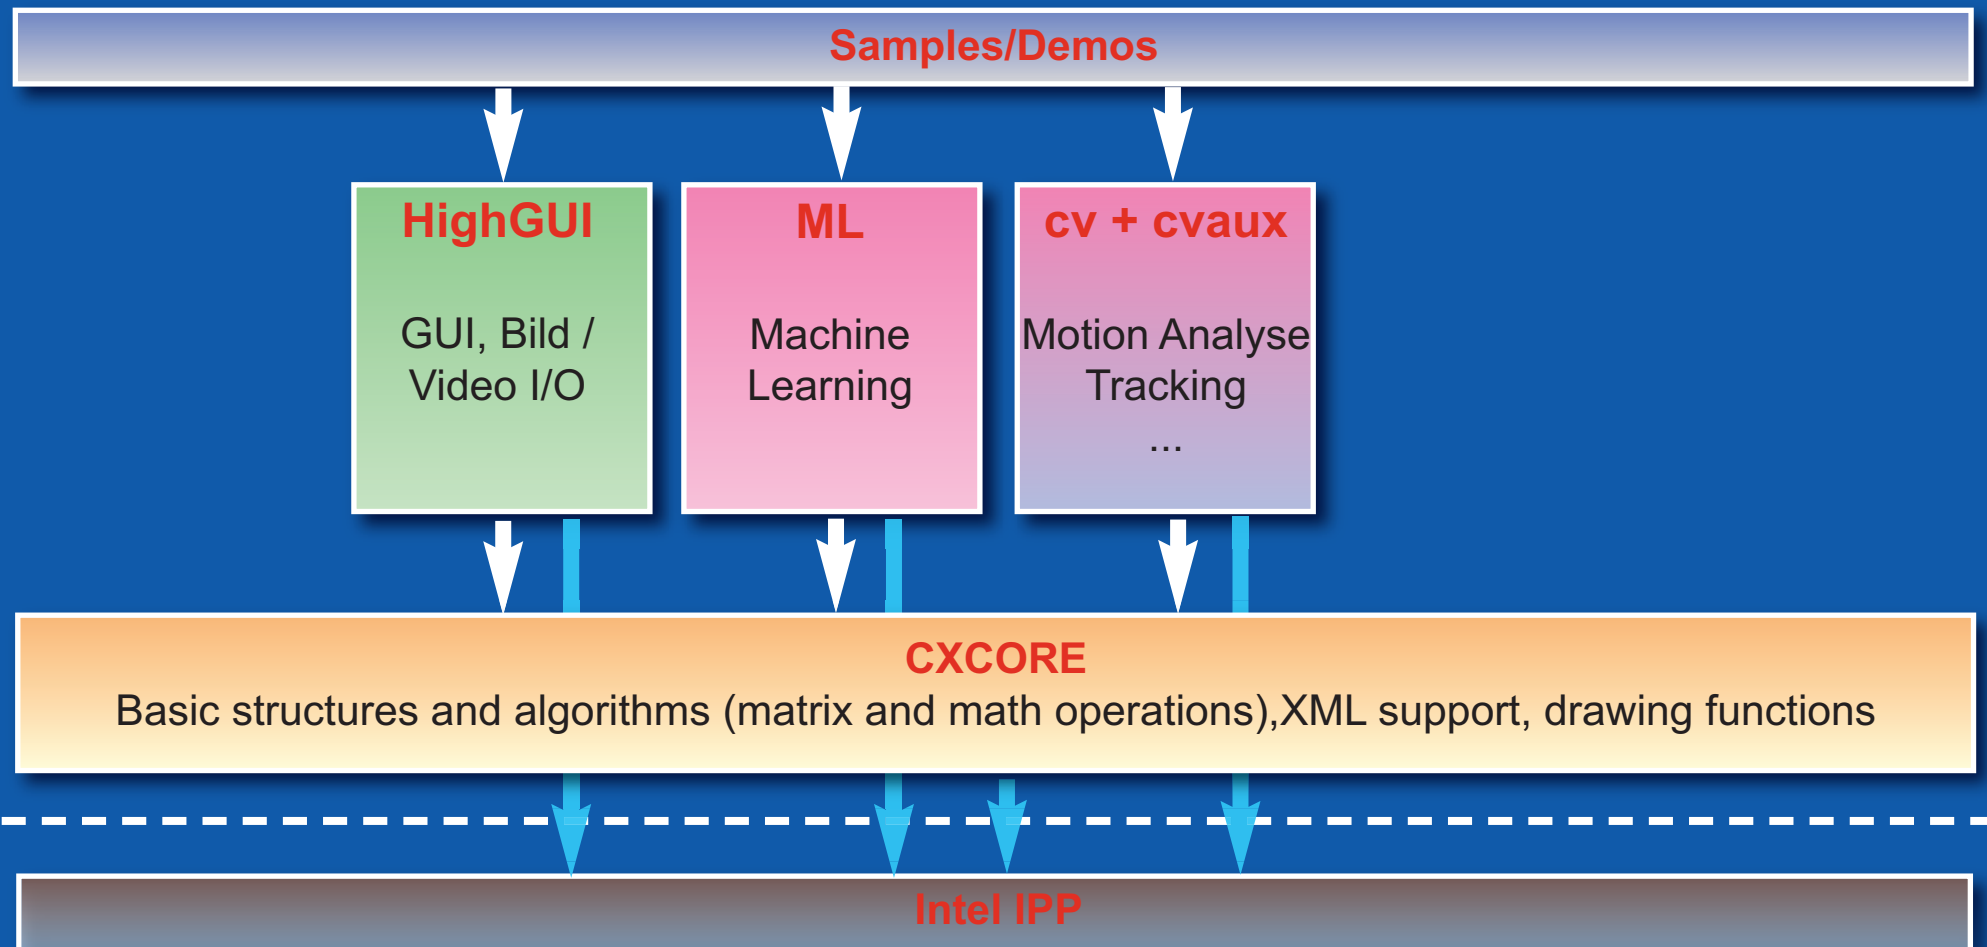 Samples/Demos
HighGUI
GUI, Bild /
Video I/O
ML
Machine
Learning
cv + cvaux
Motion Analyse
Tracking
...
CXCORE
Basic structures and algorithms (matrix and math operations),XML support, drawing functions
Intel IPP